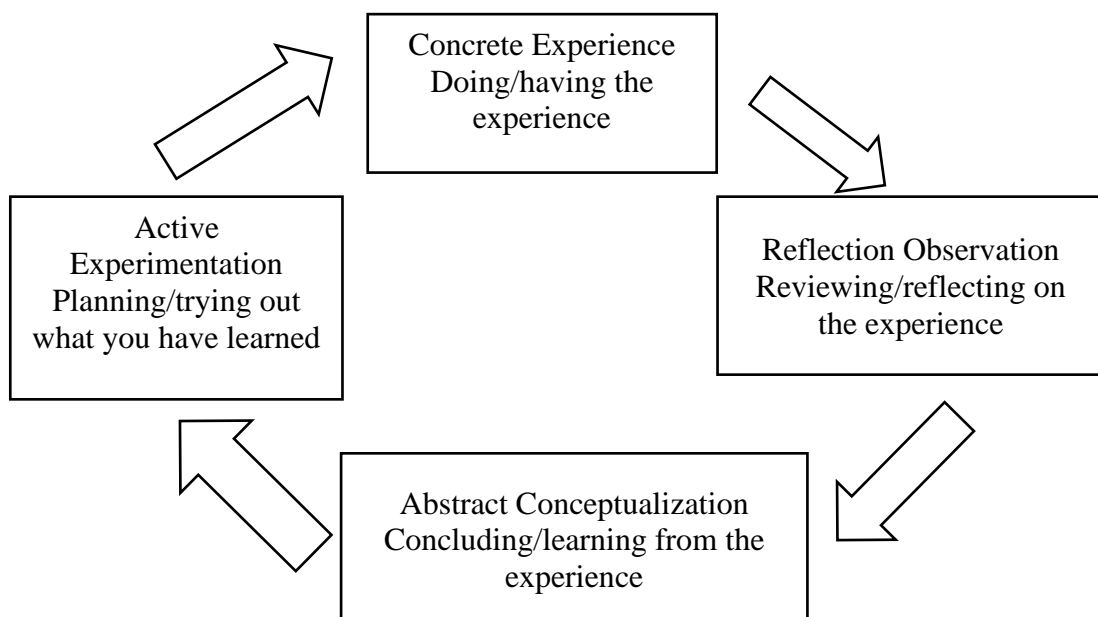 Concrete Experience
Doing/having the
experience
Reflection Observation
Reviewing/reflecting on
the experience
Abstract Conceptualization
Concluding/learning from the
experience
Active
Experimentation
Planning/trying out
what you have learned